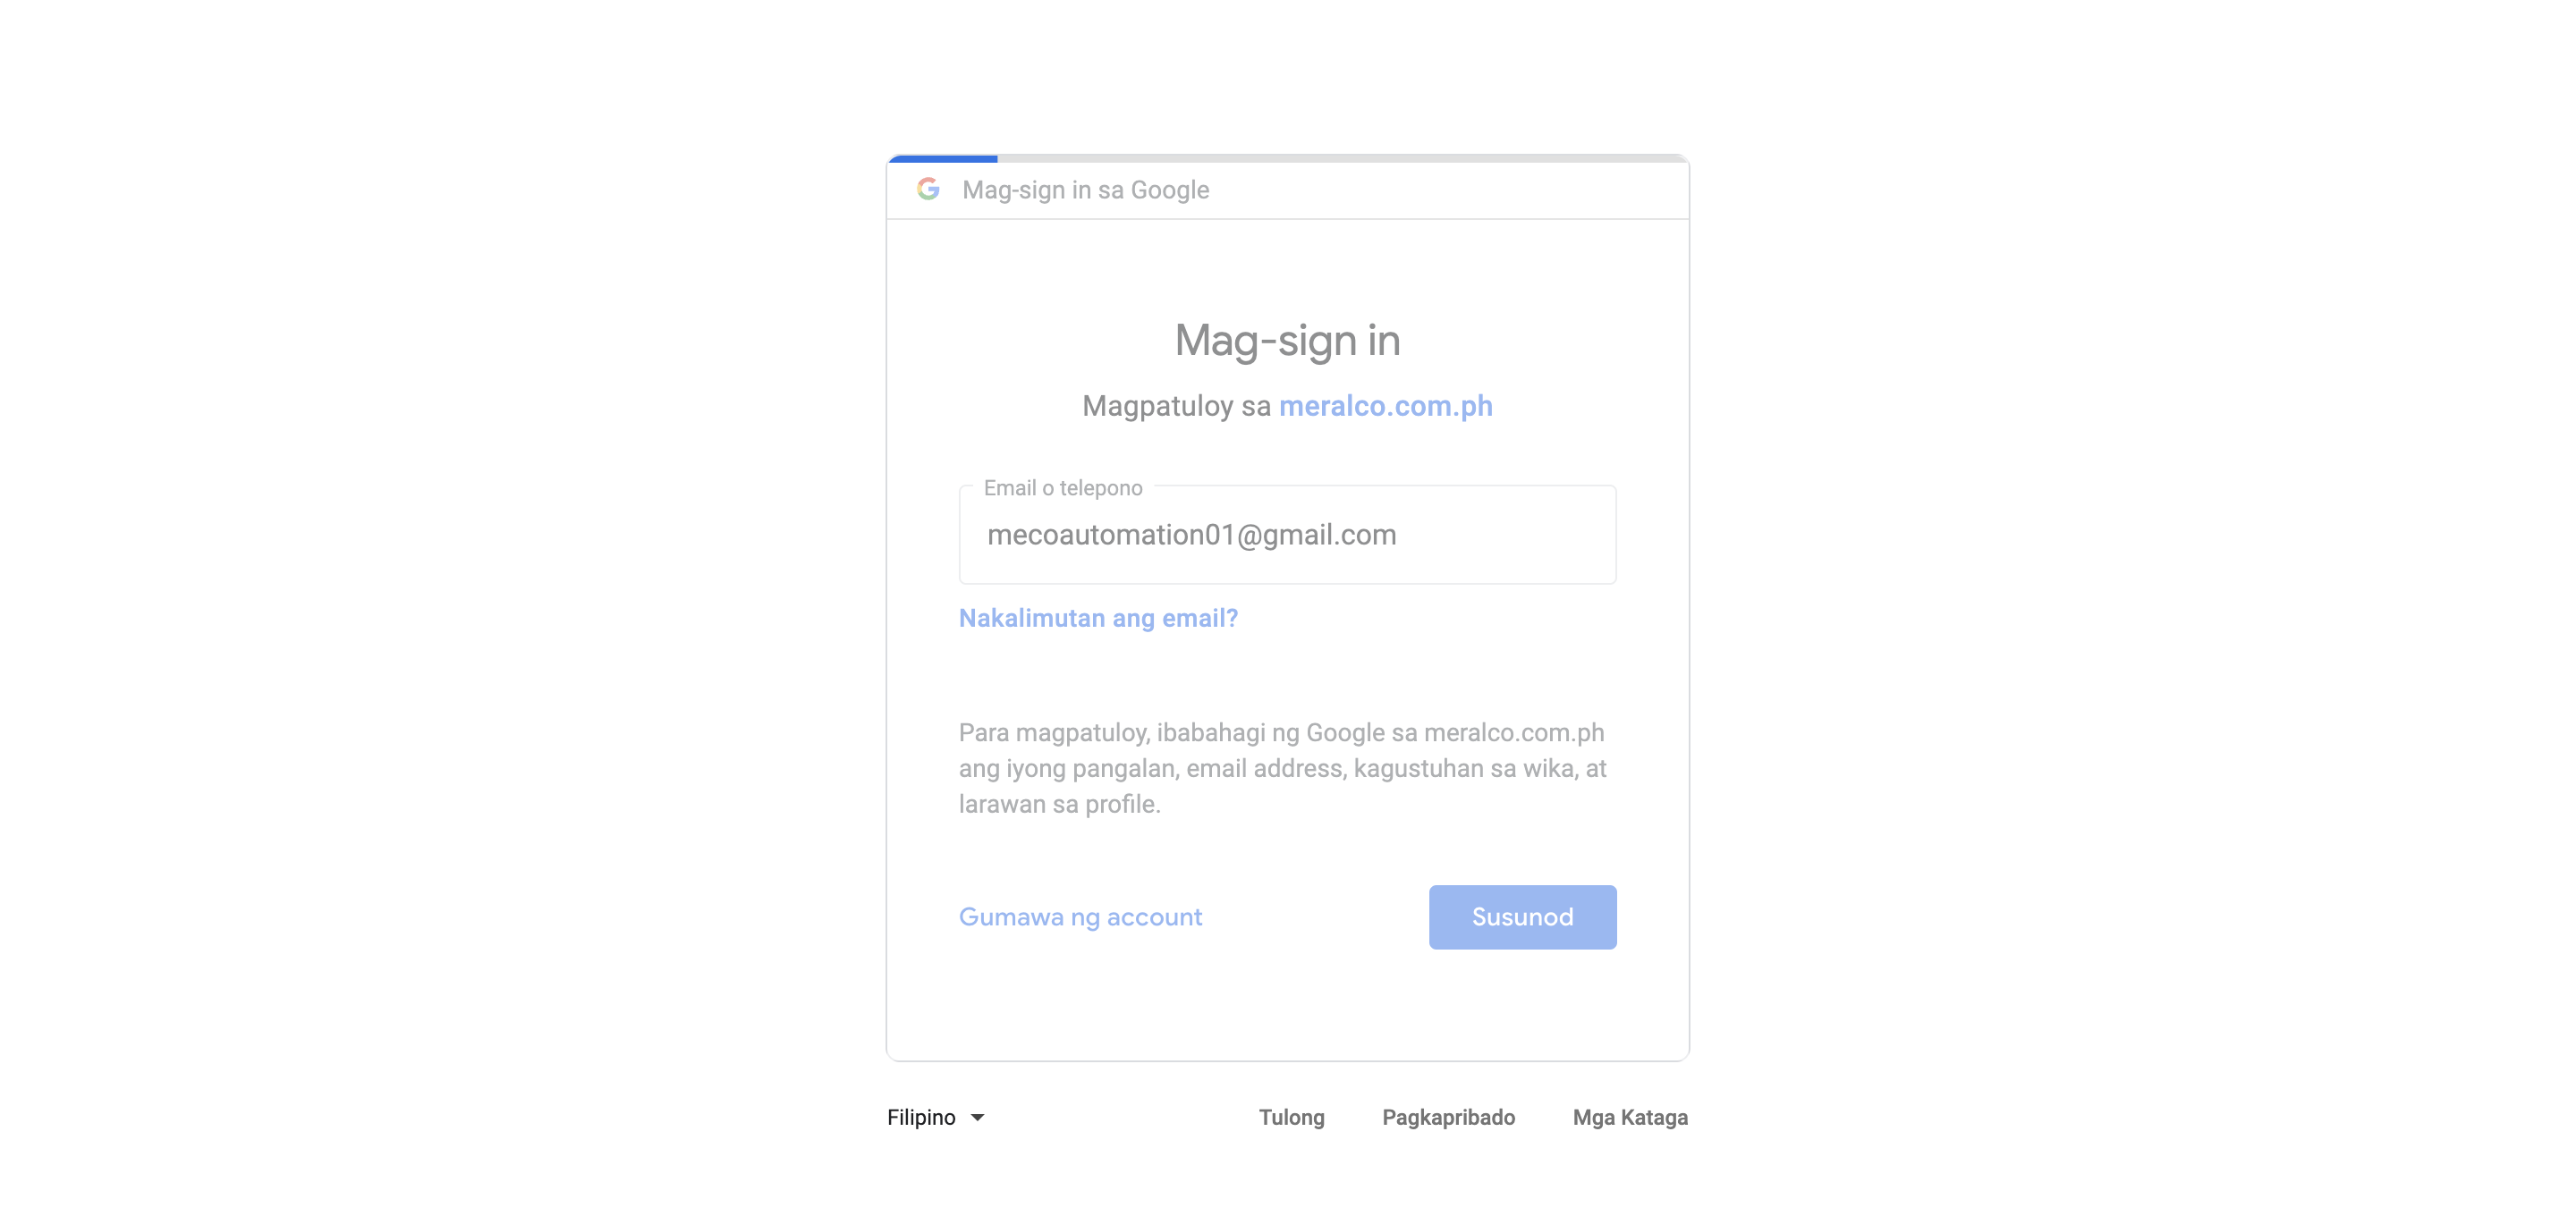 Mag-sign in sa Google
Mag-sign in
Magpatuloy sa meralco.com.ph
Email o telepono
mecoautomation01@gmail.com
Nakalimutan ang email?
Para magpatuloy, ibabahagi ng Google sa meralco.com.ph
ang iyong pangalan, email address, kagustuhan sa wika, at
larawan sa profile.
Gumawa ng account
Susunod
Filipino
Tulong
Pagkapribado
Mga Kataga